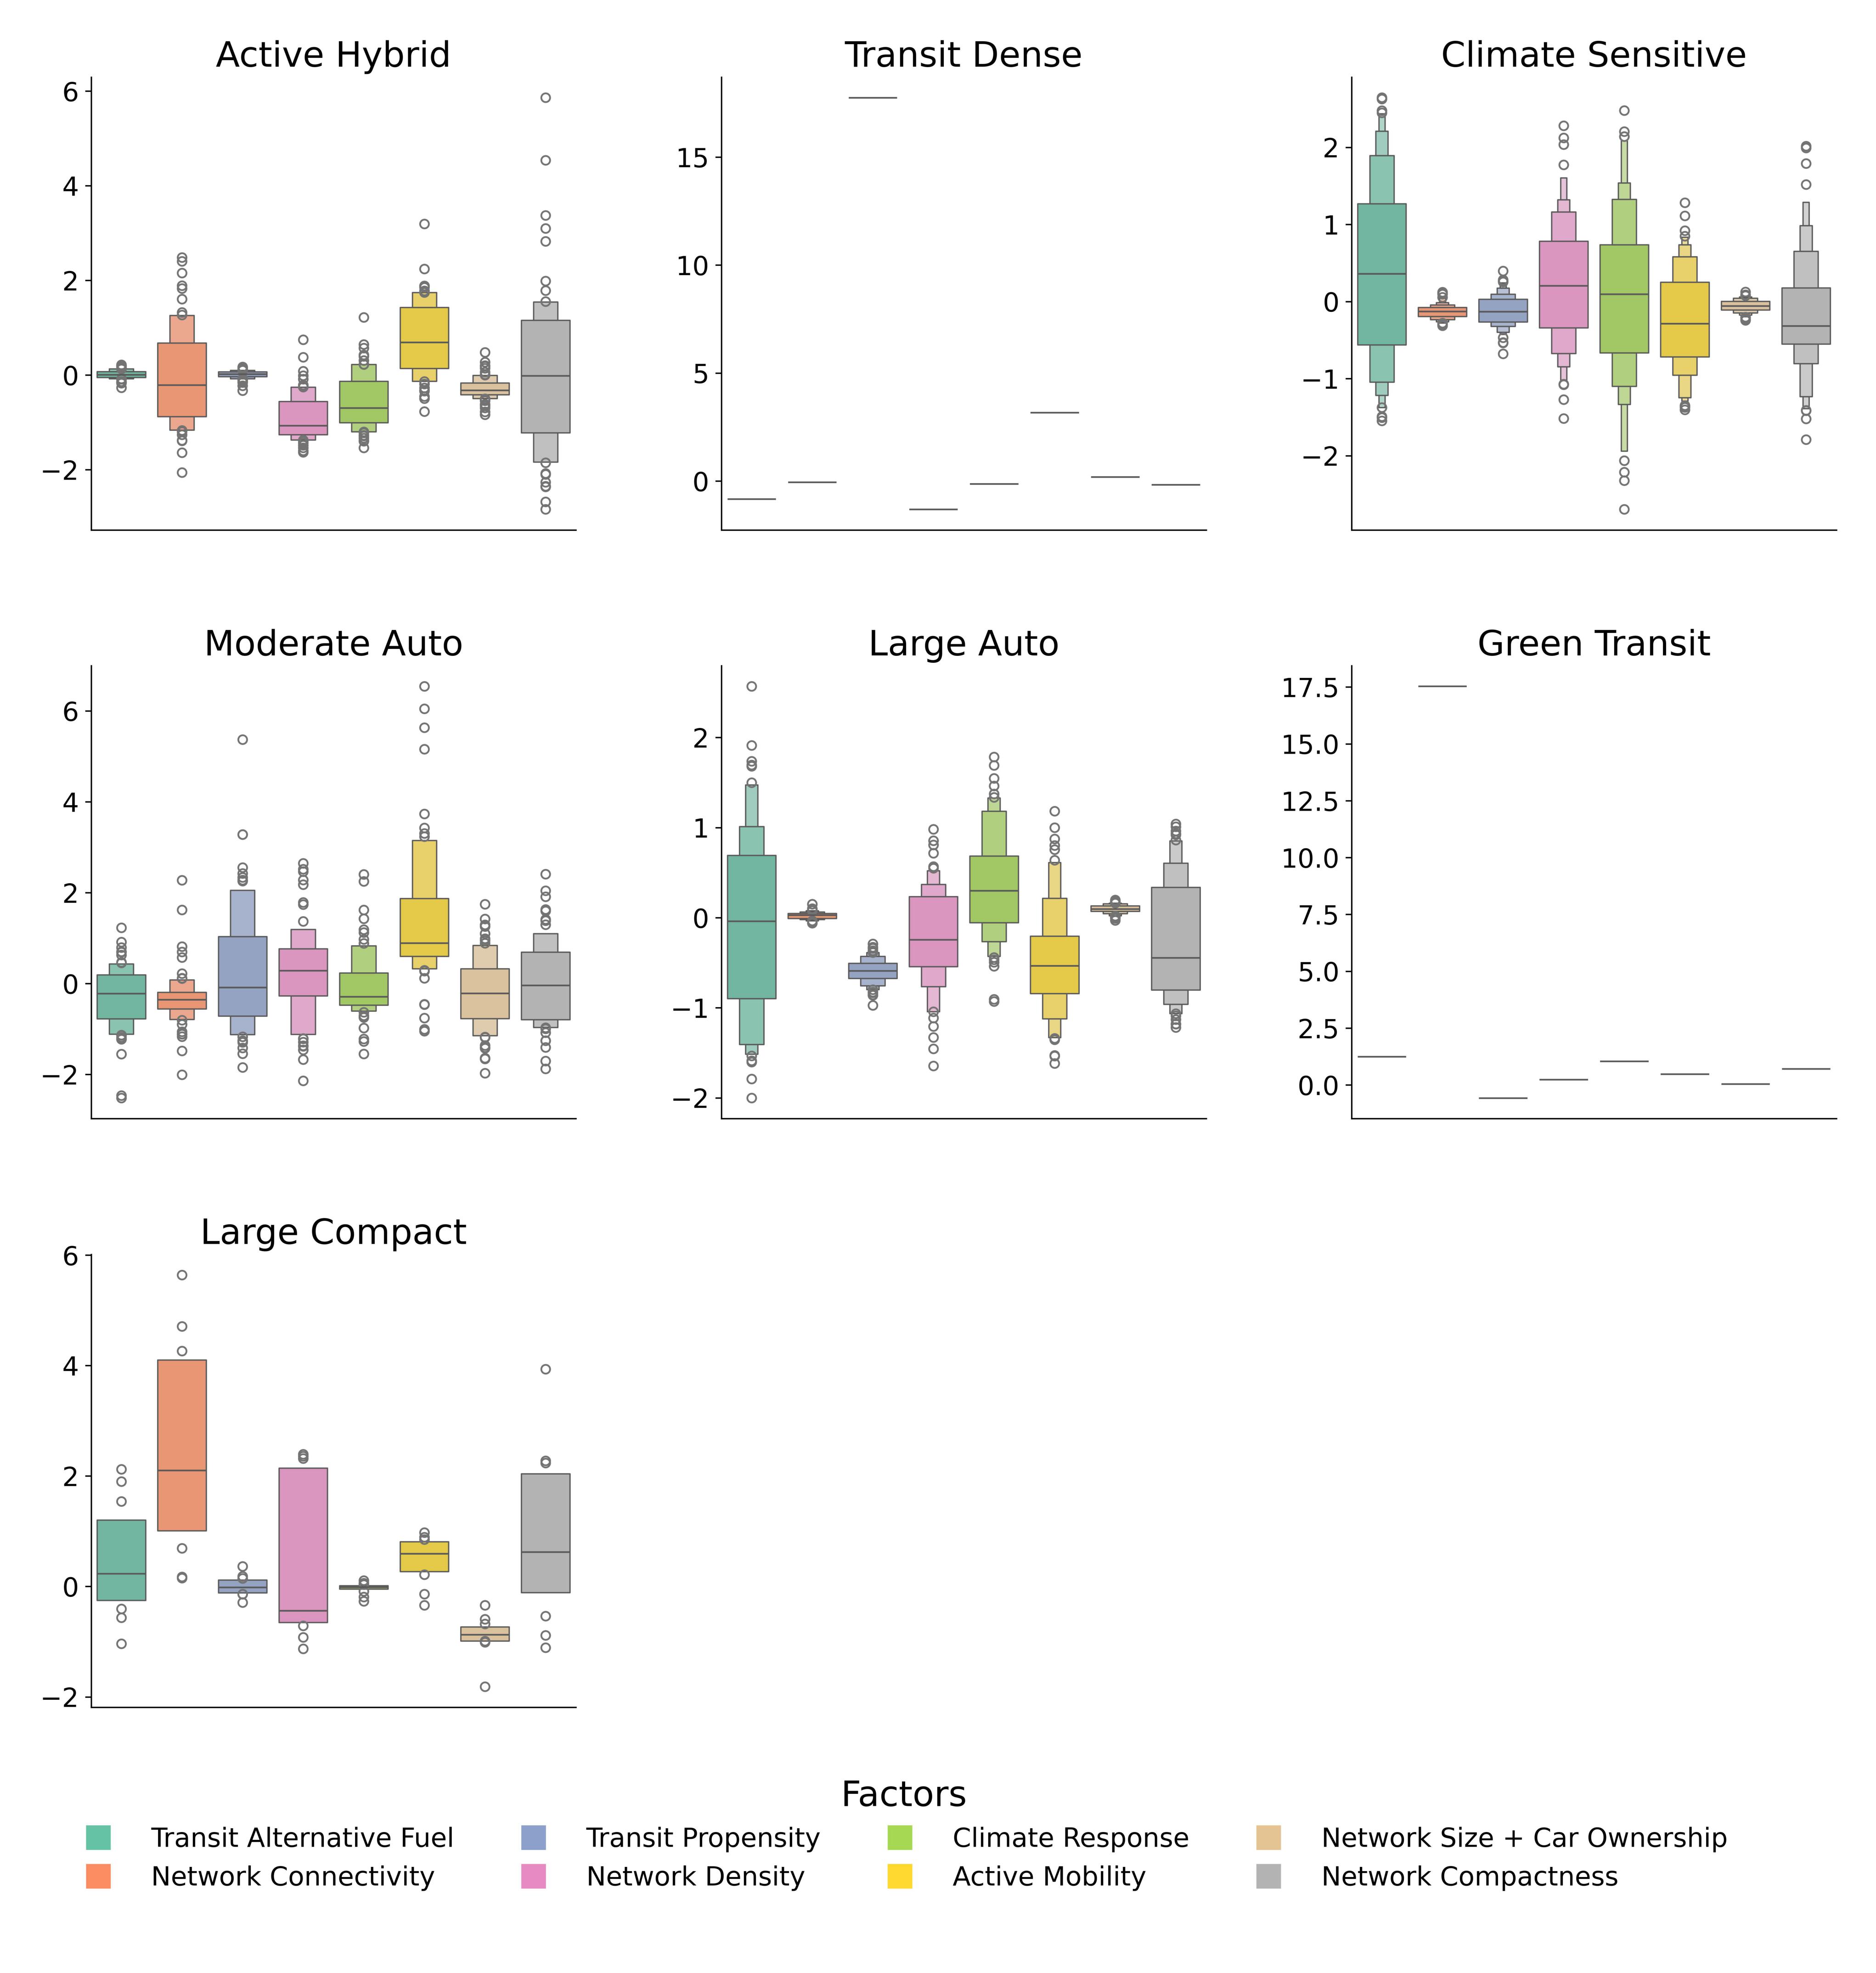 Active Hybrid
Transit Dense
Climate Sensitive
6
4
2
0
−2
15
10
5
0
2
1
0
−1
−2
Moderate Auto
Large Auto
Green Transit
6
4
2
0
−2
2
1
0
−1
−2
17.5
15.0
12.5
10.0
7.5
5.0
2.5
0.0
Large Compact
6
4
2
0
−2
Factors
Transit Alternative Fuel
Transit Propensity
Climate Response
Network Size + Car Ownership
Network Connectivity
Network Density
Active Mobility
Network Compactness